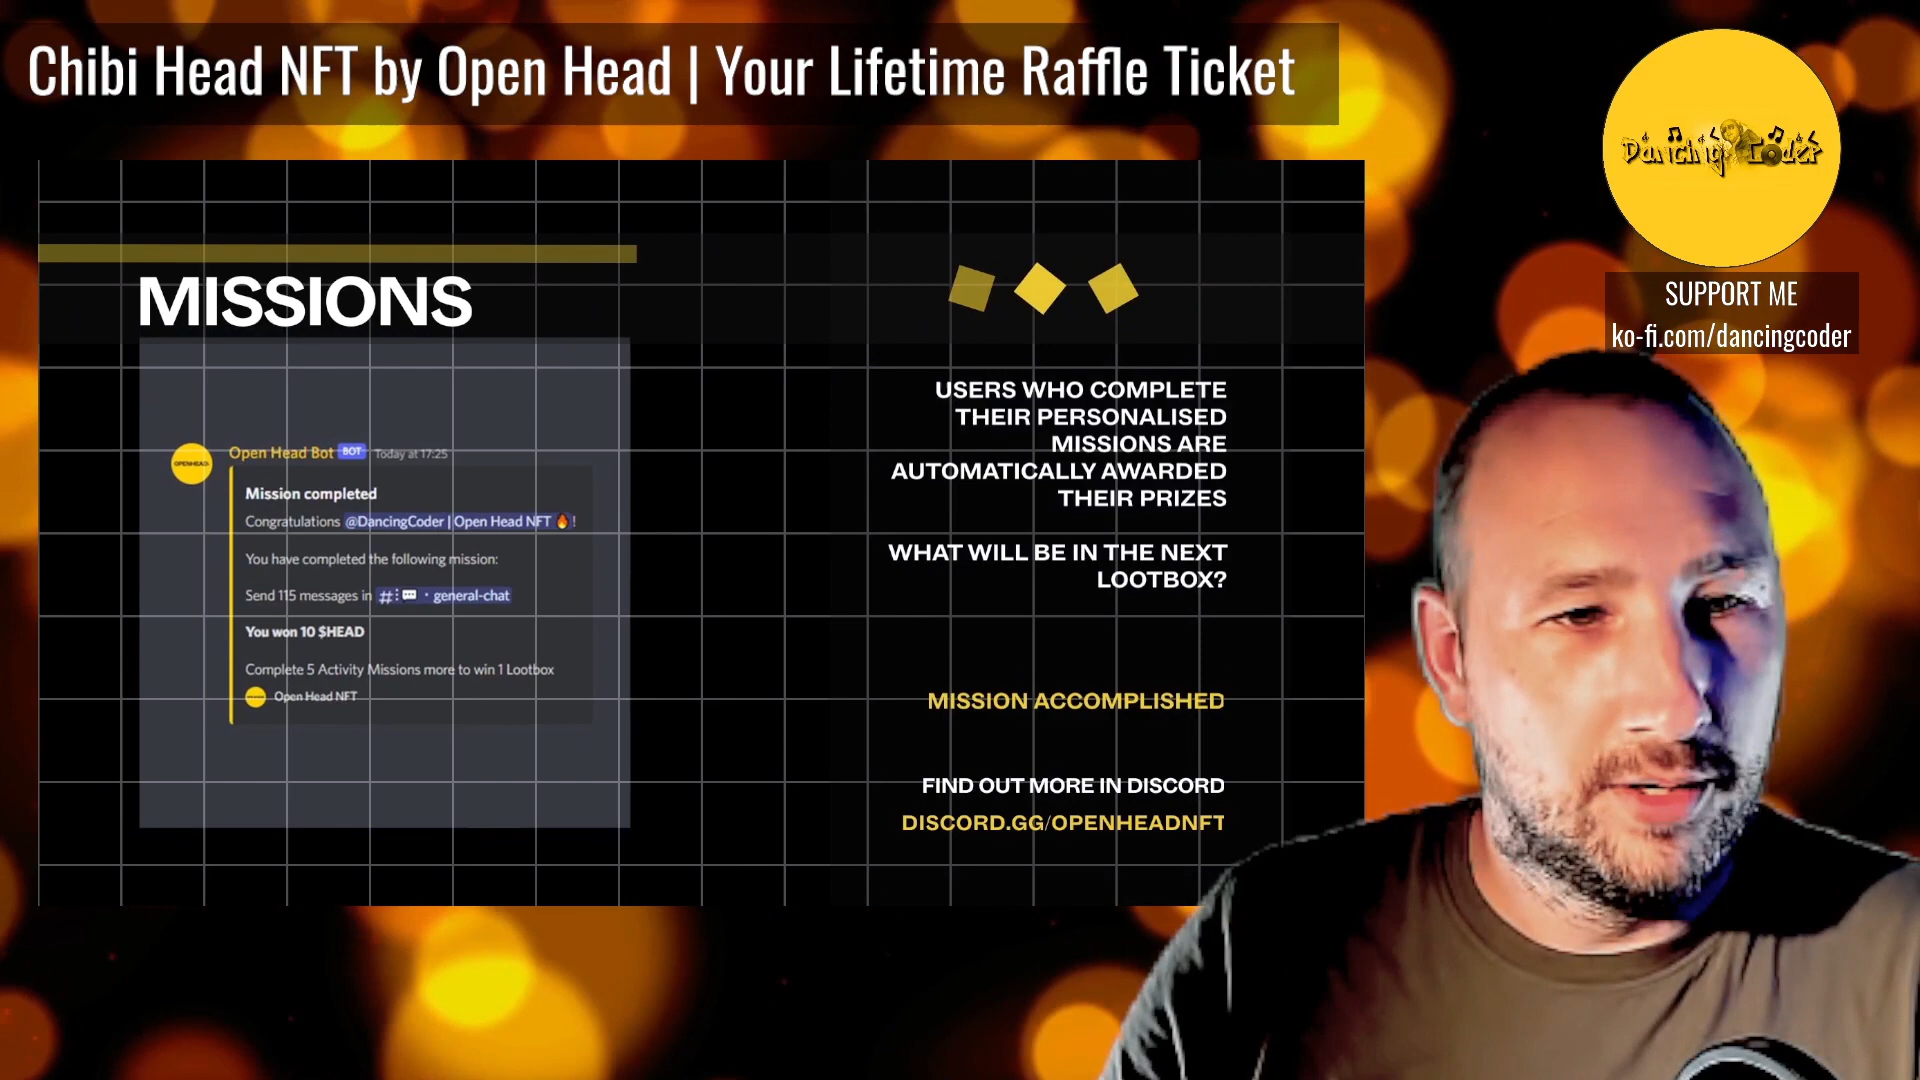 Chibi Head NFT by Open Head | Your Lifetime Raffle Ticket
Dancing Coder
SUPPORT ME
ko-fi.com/dancingcoder
MISSIONS
OPENHEAD
Open Head Bot BOT Today at 17:25
Mission completed
Congratulations @DancingCoder | Open Head NFT 🔥!
You have completed the following mission:
Send 115 messages in #⋮💬・general-chat
You won 10 $HEAD
Complete 5 Activity Missions more to win 1 Lootbox
Open Head NFT
USERS WHO COMPLETE
THEIR PERSONALISED
MISSIONS ARE
AUTOMATICALLY AWARDED
THEIR PRIZES
WHAT WILL BE IN THE NEXT
LOOTBOX?
MISSION ACCOMPLISHED
FIND OUT MORE IN DISCORD
DISCORD.GG/OPENHEADNFT